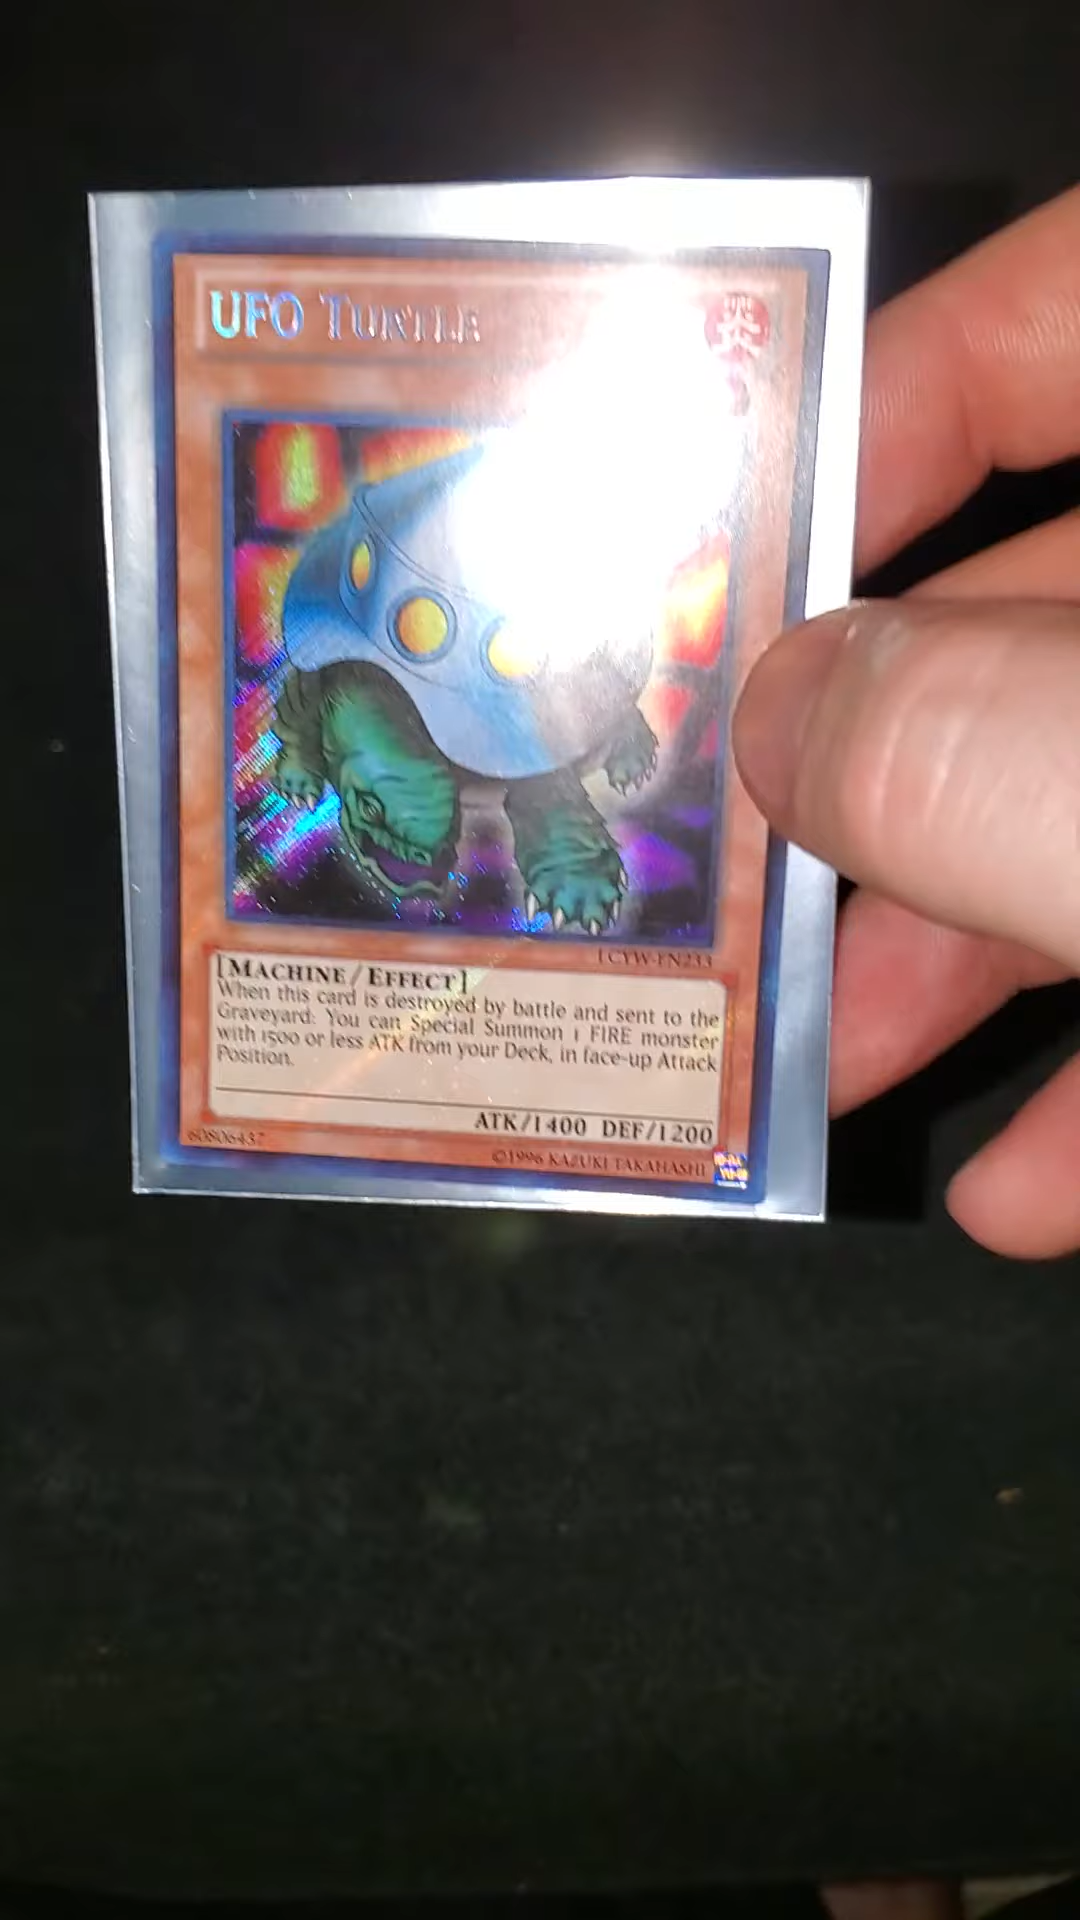 UFO TURTLE
炎
LCYW-EN233
[MACHINE/EFFECT]
When this card is destroyed by battle and sent to the
Graveyard: You can Special Summon 1 FIRE monster
with 1500 or less ATK from your Deck, in face-up Attack
Position.
ATK/1400 DEF/1200
60806437
©1996 KAZUKI TAKAHASHI